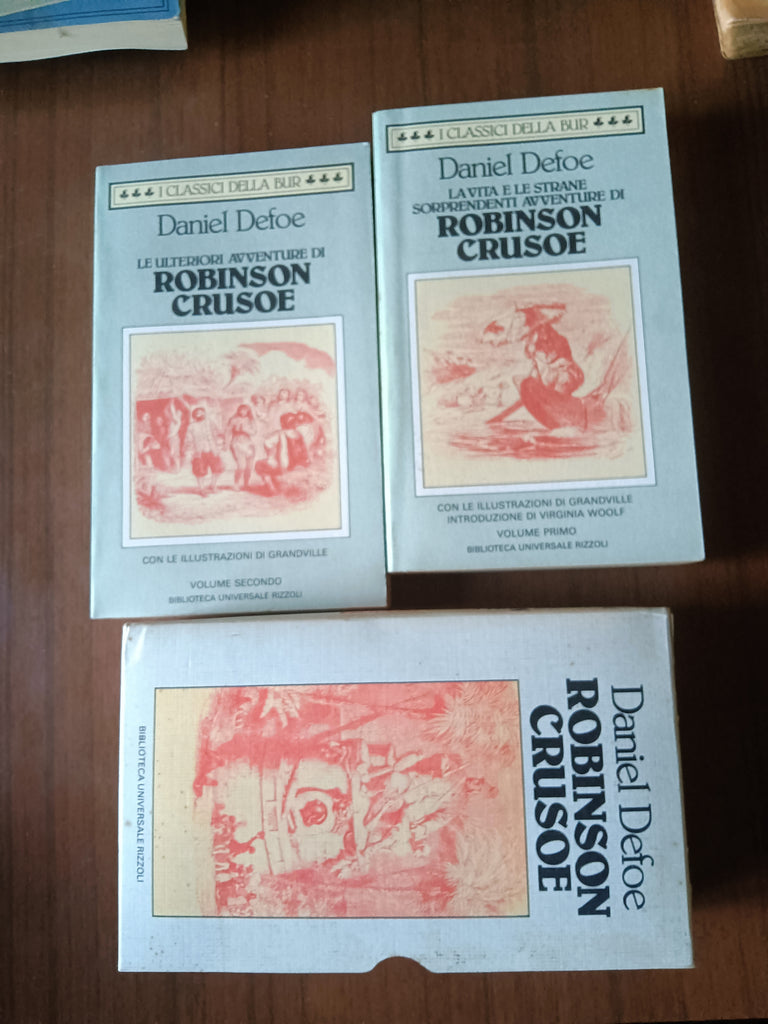 I CLASSICI DELLA BUR
Daniel Defoe
LE ULTERIORI AVVENTURE DI
ROBINSON
CRUSOE
CON LE ILLUSTRAZIONI DI GRANDVILLE
VOLUME SECONDO
BIBLIOTECA UNIVERSALE RIZZOLI
I CLASSICI DELLA BUR
Daniel Defoe
LA VITA E LE STRANE
SORPRENDENTI AVVENTURE DI
ROBINSON
CRUSOE
CON LE ILLUSTRAZIONI DI GRANDVILLE
INTRODUZIONE DI VIRGINIA WOOLF
VOLUME PRIMO
BIBLIOTECA UNIVERSALE RIZZOLI
Daniel Defoe
ROBINSON
CRUSOE
BIBLIOTECA UNIVERSALE RIZZOLI